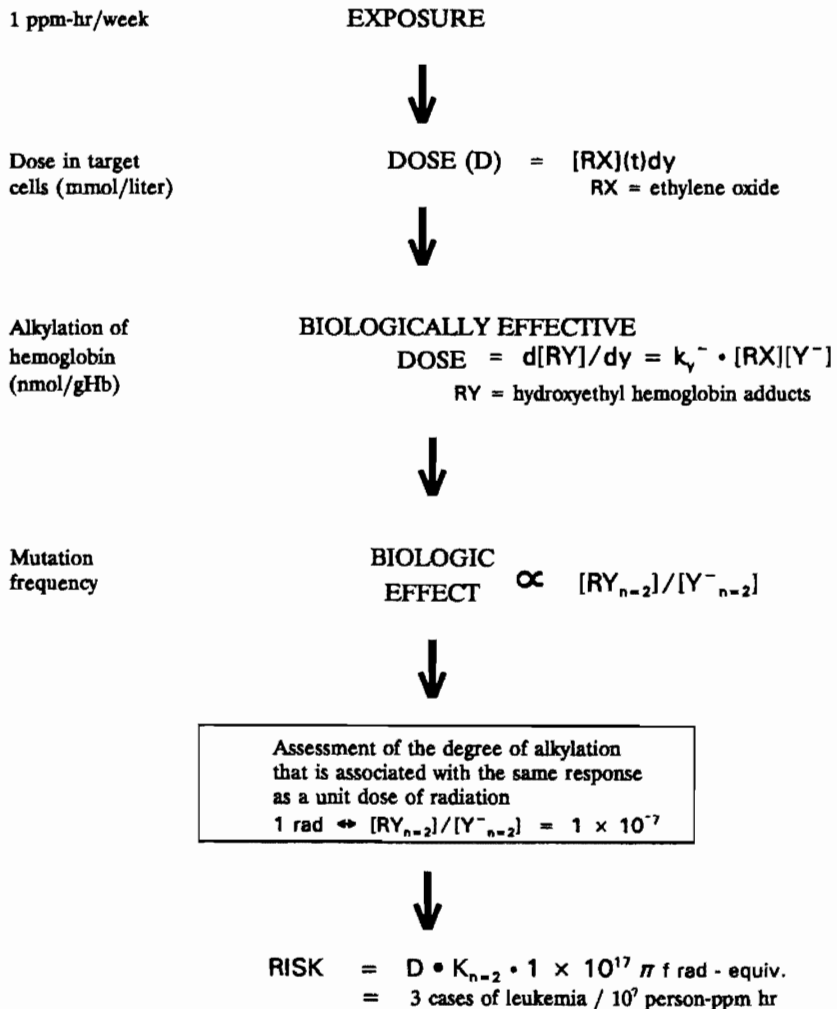 1 ppm-hr/week EXPOSURE
Dose in target
cells (mmol/liter)
DOSE (D) = [RX](t)dy
RX = ethylene oxide
Alkylation of
hemoglobin
(nmol/gHb)
BIOLOGICALLY EFFECTIVE
DOSE = d[RY]/dy = kᵧ⁻ • [RX][Y⁻]
RY = hydroxyethyl hemoglobin adducts
Mutation
frequency
BIOLOGIC
EFFECT ∝ [RYₙ₌₂]/[Y⁻ₙ₌₂]
Assessment of the degree of alkylation
that is associated with the same response
as a unit dose of radiation
1 rad ↔ [RYₙ₌₂]/[Y⁻ₙ₌₂] = 1 × 10⁻⁷
RISK = D • Kₙ₌₂ • 1 × 10¹⁷ π f rad - equiv.
= 3 cases of leukemia / 10⁷ person-ppm hr